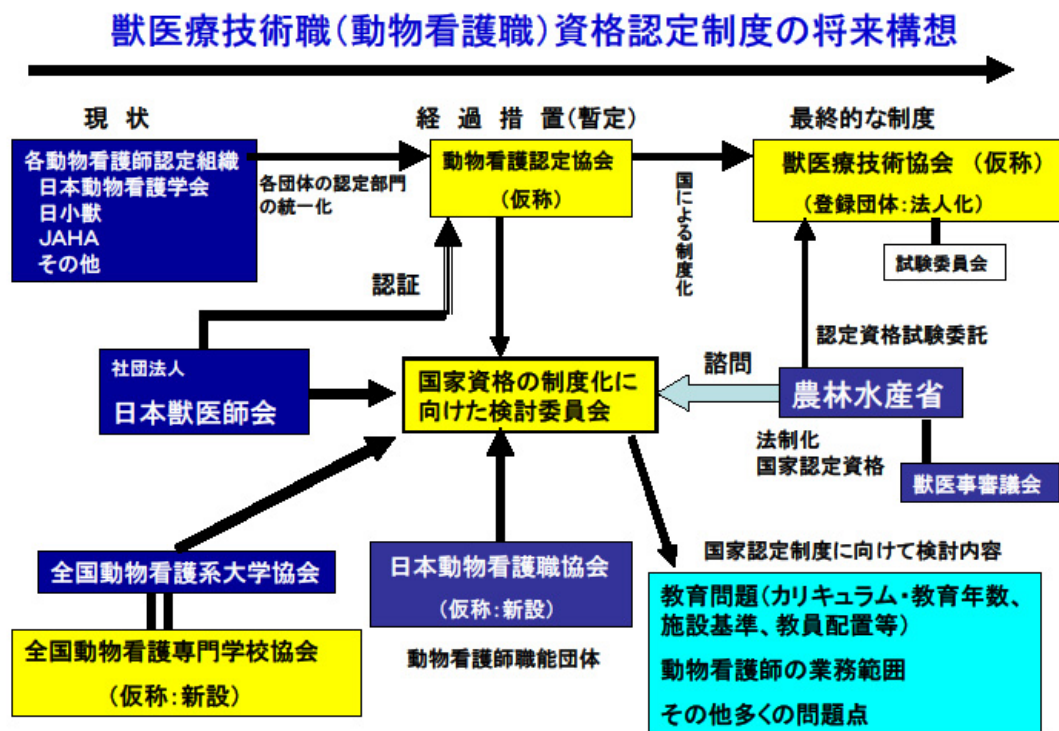 獣医療技術職(動物看護職)資格認定制度の将来構想
現 状
経 過 措 置(暫定)
最終的な制度
各動物看護師認定組織
日本動物看護学会
日小獣
JAHA
その他
各団体の認定部門
の統一化
動物看護認定協会
(仮称)
国による制度化
獣医療技術協会 (仮称)
(登録団体:法人化)
試験委員会
認証
認定資格試験委託
社団法人
日本獣医師会
国家資格の制度化に
向けた検討委員会
諮問
農林水産省
法制化
国家認定資格
獣医事審議会
全国動物看護系大学協会
全国動物看護専門学校協会
(仮称:新設)
日本動物看護職協会
(仮称:新設)
動物看護師職能団体
国家認定制度に向けて検討内容
教育問題(カリキュラム・教育年数、
施設基準、教員配置等)
動物看護師の業務範囲
その他多くの問題点